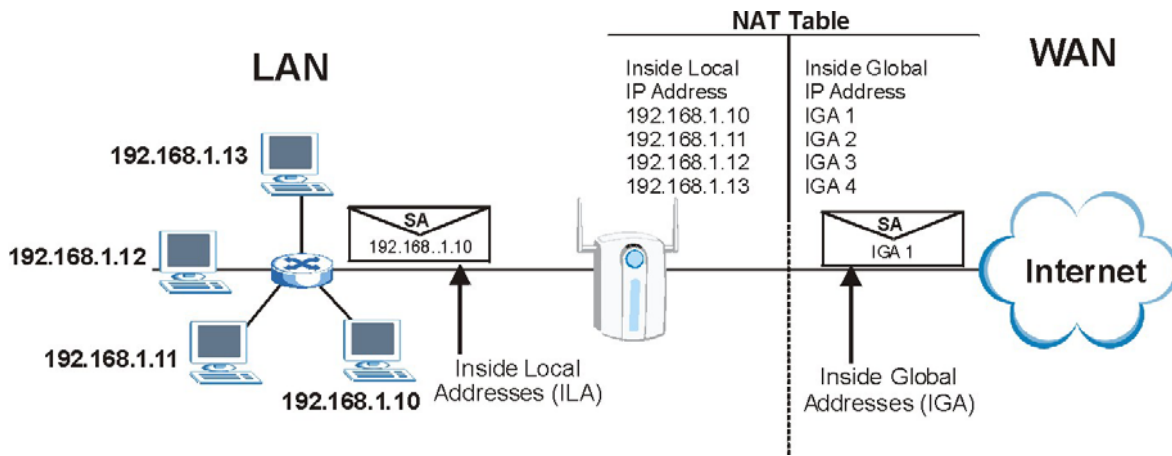 NAT Table
LAN
WAN
Inside Local
IP Address
192.168.1.10
192.168.1.11
192.168.1.12
192.168.1.13
Inside Global
IP Address
IGA 1
IGA 2
IGA 3
IGA 4
192.168.1.13
192.168.1.12
192.168.1.11
192.168.1.10
SA
192.168..1.10
SA
IGA 1
Internet
Inside Local
Addresses (ILA)
Inside Global
Addresses (IGA)